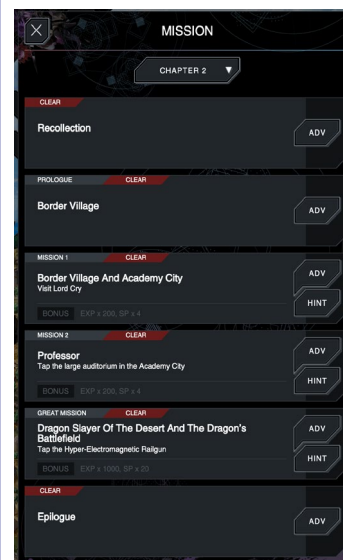 MISSION
CHAPTER 2
CLEAR
Recollection
ADV
PROLOGUE CLEAR
Border Village
ADV
MISSION 1 CLEAR
Border Village And Academy City
Visit Lord Cry
ADV
HINT
BONUS EXP x 200, SP x 4
MISSION 2 CLEAR
Professor
Tap the large auditorium in the Academy City
ADV
HINT
BONUS EXP x 200, SP x 4
GREAT MISSION CLEAR
Dragon Slayer Of The Desert And The Dragon's
Battlefield
Tap the Hyper-Electromagnetic Railgun
ADV
HINT
BONUS EXP x 1000, SP x 20
CLEAR
Epilogue
ADV